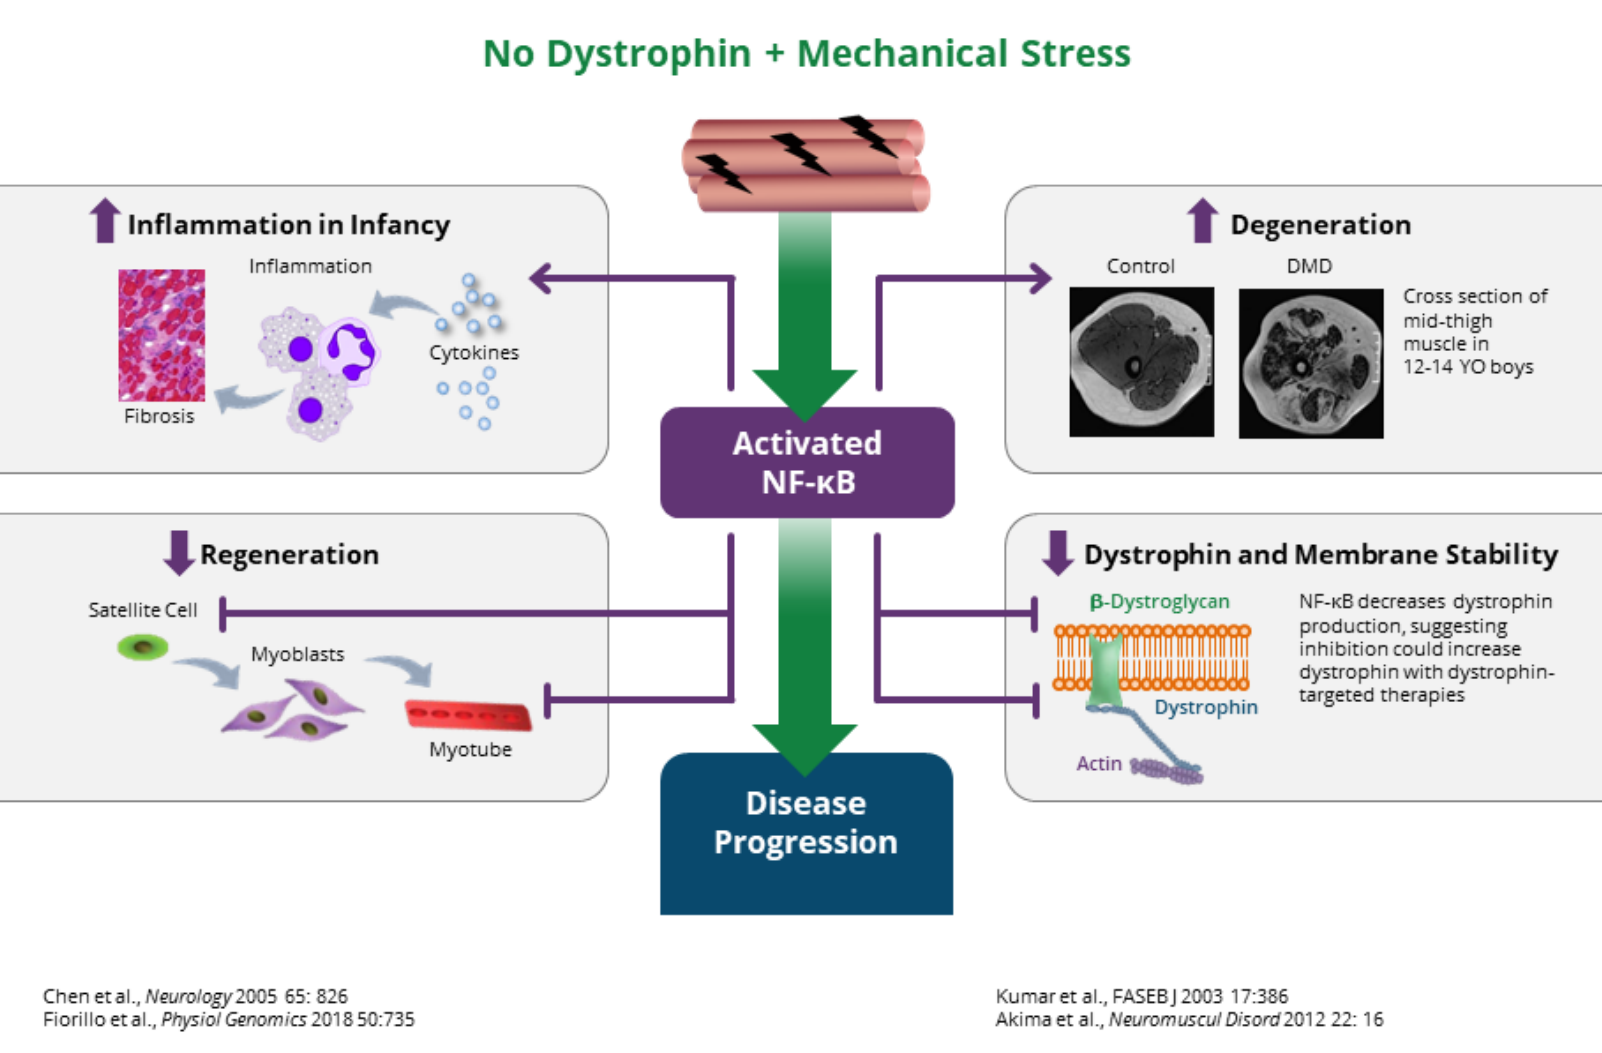 No Dystrophin + Mechanical Stress
Inflammation in Infancy
Inflammation
Cytokines
Fibrosis
Degeneration
Control
DMD
Cross section of
mid-thigh
muscle in
12-14 YO boys
Activated
NF-κB
Regeneration
Satellite Cell
Myoblasts
Myotube
Dystrophin and Membrane Stability
β-Dystroglycan
Dystrophin
Actin
NF-κB decreases dystrophin
production, suggesting
inhibition could increase
dystrophin with dystrophin-
targeted therapies
Disease
Progression
Chen et al., Neurology 2005 65: 826
Fiorillo et al., Physiol Genomics 2018 50:735
Kumar et al., FASEB J 2003 17:386
Akima et al., Neuromuscul Disord 2012 22: 16